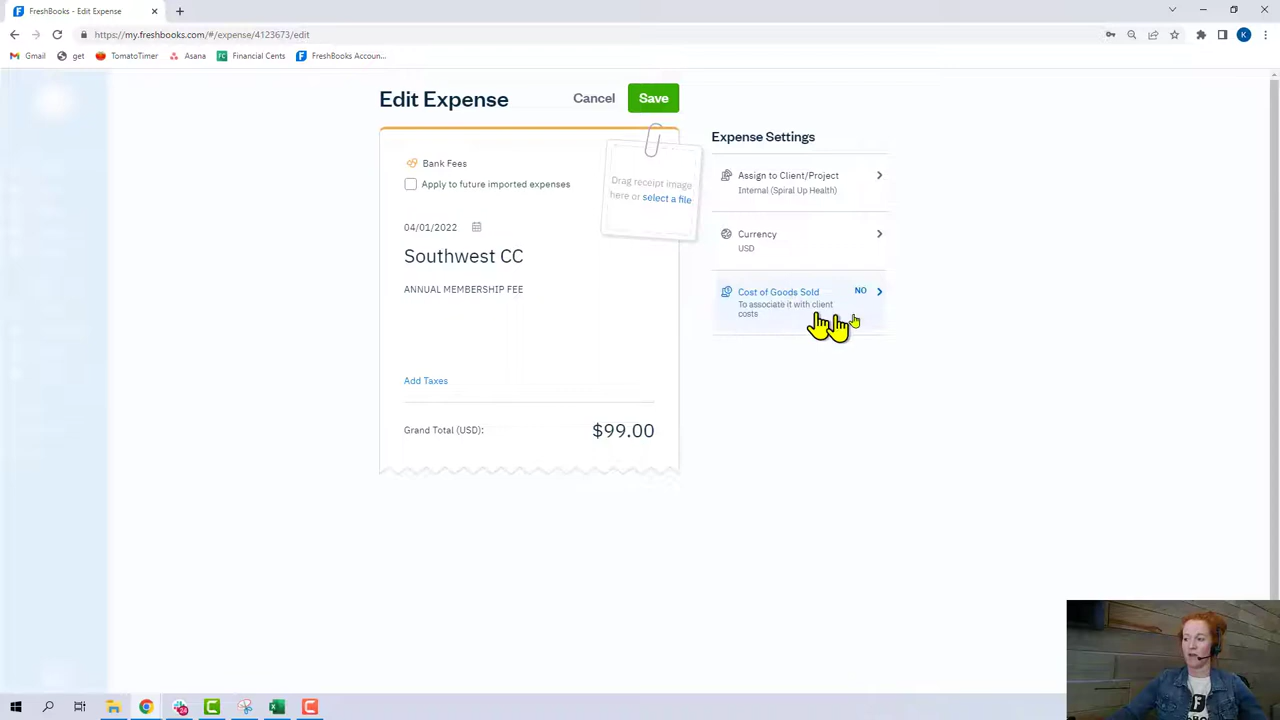 FreshBooks - Edit Expense
https://my.freshbooks.com/#/expense/4123673/edit
K
Gmail
get
TomatoTimer
Asana
FC
Financial Cents
FreshBooks Accoun...
Edit Expense
Cancel
Save
Bank Fees
Apply to future imported expenses
Drag receipt image
here or select a file
04/01/2022
Southwest CC
ANNUAL MEMBERSHIP FEE
Add Taxes
Grand Total (USD):
$99.00
Expense Settings
Assign to Client/Project
Internal (Spiral Up Health)
Currency
USD
Cost of Goods Sold
NO
To associate it with client
costs
24